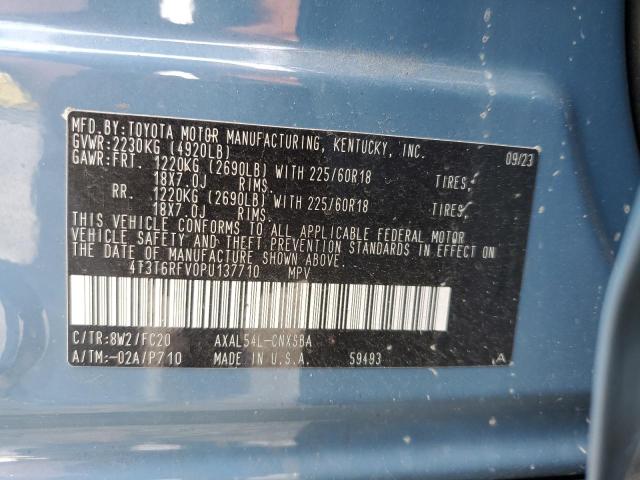 MFD.BY:TOYOTA MOTOR MANUFACTURING, KENTUCKY, INC.
GVWR:2230KG (4920LB) 09/23
GAWR:FRT. 1220KG (2690LB) WITH 225/60R18 TIRES,
18X7.0J RIMS,
RR. 1220KG (2690LB) WITH 225/60R18 TIRES,
18X7.0J RIMS.
THIS VEHICLE CONFORMS TO ALL APPLICABLE FEDERAL MOTOR
VEHICLE SAFETY AND THEFT PREVENTION STANDARDS IN EFFECT ON
THE DATE OF MANUFACTURE SHOWN ABOVE.
4T3T6RFV0PU137710 MPV
C/TR:8W2/FC20 AXAL54L-CNXSBA
A/TM:-02A/P710 MADE IN U.S.A. 59493 A